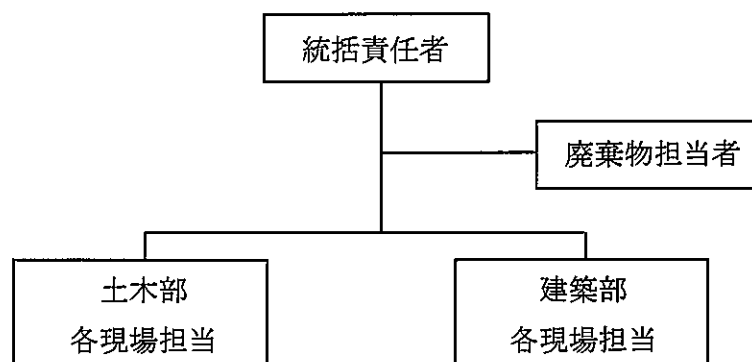 統括責任者
廃棄物担当者
土木部
各現場担当
建築部
各現場担当